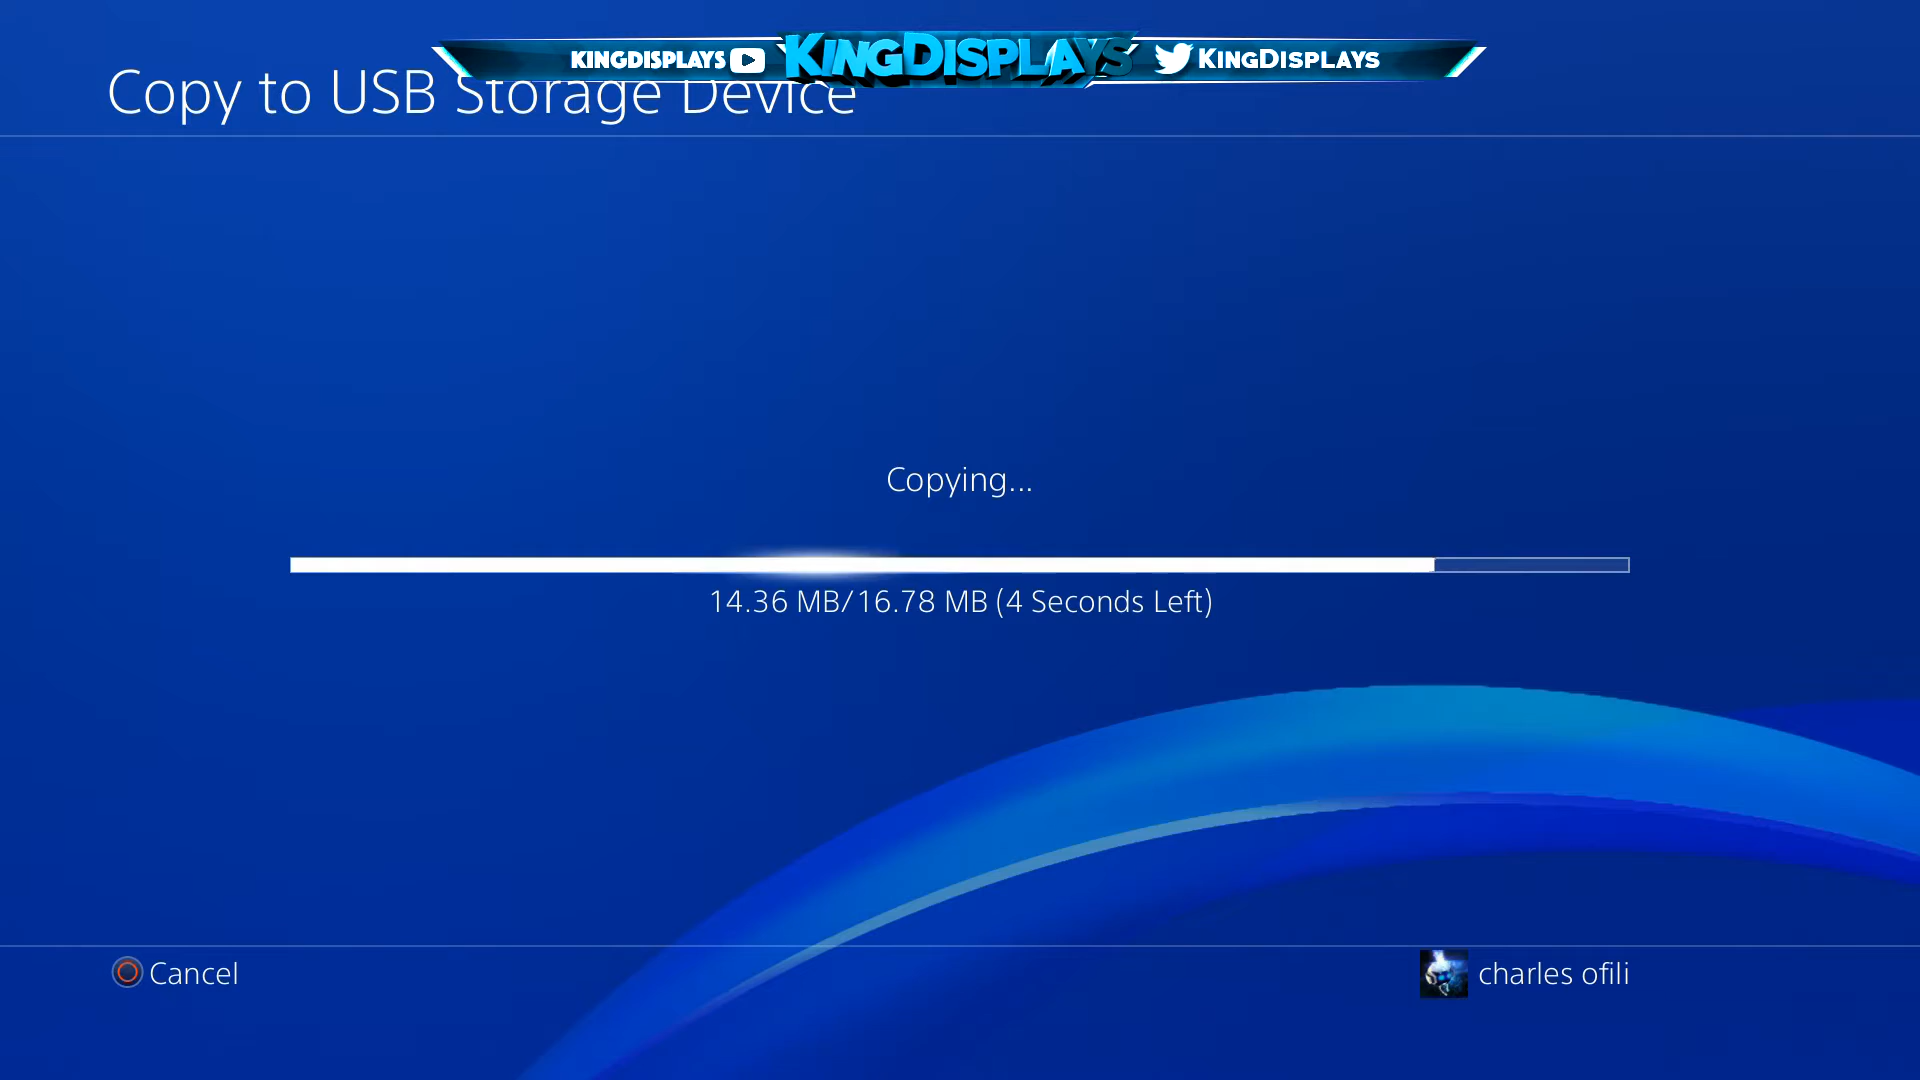 KINGDISPLAYS KINGDISPLAYS KINGDISPLAYS
Copy to USB Storage Device
Copying...
14.36 MB/16.78 MB (4 Seconds Left)
Cancel
charles ofili